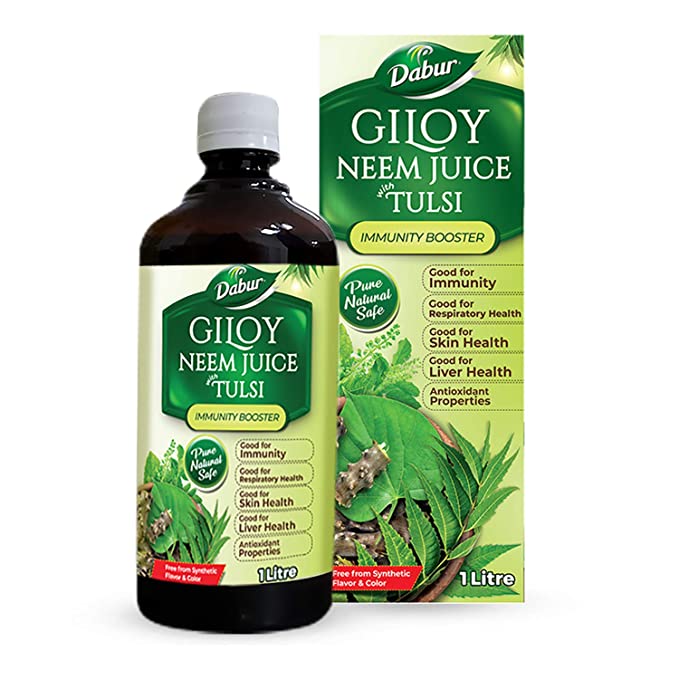 Dabur
GILOY
NEEM JUICE
with
TULSI
IMMUNITY BOOSTER
Pure
Natural
Safe
Good for
Immunity
Good for
Respiratory Health
Good for
Skin Health
Good for
Liver Health
Antioxidant
Properties
Free from Synthetic
Flavor & Color
1 Litre
Dabur
GILOY
NEEM JUICE
with
TULSI
IMMUNITY BOOSTER
Pure
Natural
Safe
Good for
Immunity
Good for
Respiratory Health
Good for
Skin Health
Good for
Liver Health
Antioxidant
Properties
Free from Synthetic
Flavor & Color
1 Litre